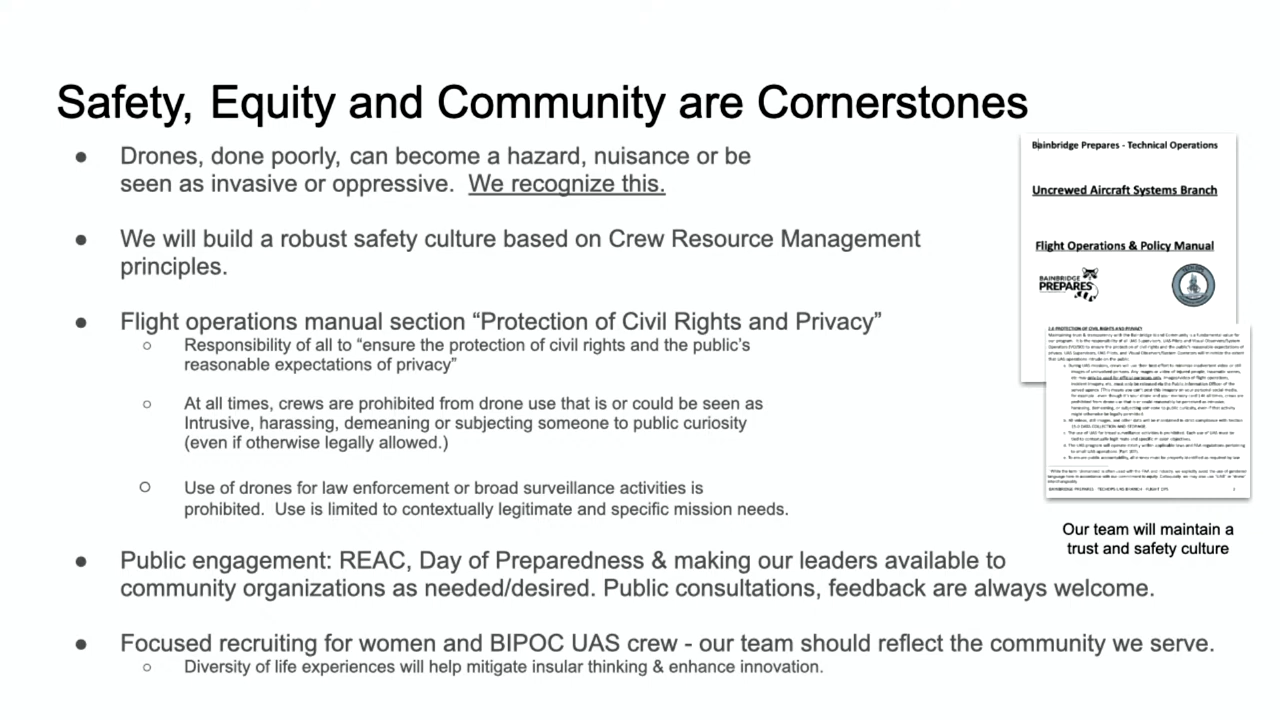 Safety, Equity and Community are Cornerstones
● Drones, done poorly, can become a hazard, nuisance or be
seen as invasive or oppressive. We recognize this.
● We will build a robust safety culture based on Crew Resource Management
principles.
● Flight operations manual section “Protection of Civil Rights and Privacy”
○ Responsibility of all to “ensure the protection of civil rights and the public’s
reasonable expectations of privacy”
○ At all times, crews are prohibited from drone use that is or could be seen as
Intrusive, harassing, demeaning or subjecting someone to public curiosity
(even if otherwise legally allowed.)
○ Use of drones for law enforcement or broad surveillance activities is
prohibited. Use is limited to contextually legitimate and specific mission needs.
● Public engagement: REAC, Day of Preparedness & making our leaders available to
community organizations as needed/desired. Public consultations, feedback are always welcome.
● Focused recruiting for women and BIPOC UAS crew - our team should reflect the community we serve.
○ Diversity of life experiences will help mitigate insular thinking & enhance innovation.
Bainbridge Prepares - Technical Operations
Uncrewed Aircraft Systems Branch
Flight Operations & Policy Manual
BAINBRIDGE
PREPARES
PROTECTION OF CIVIL RIGHTS AND PRIVACY
Our team will maintain a
trust and safety culture